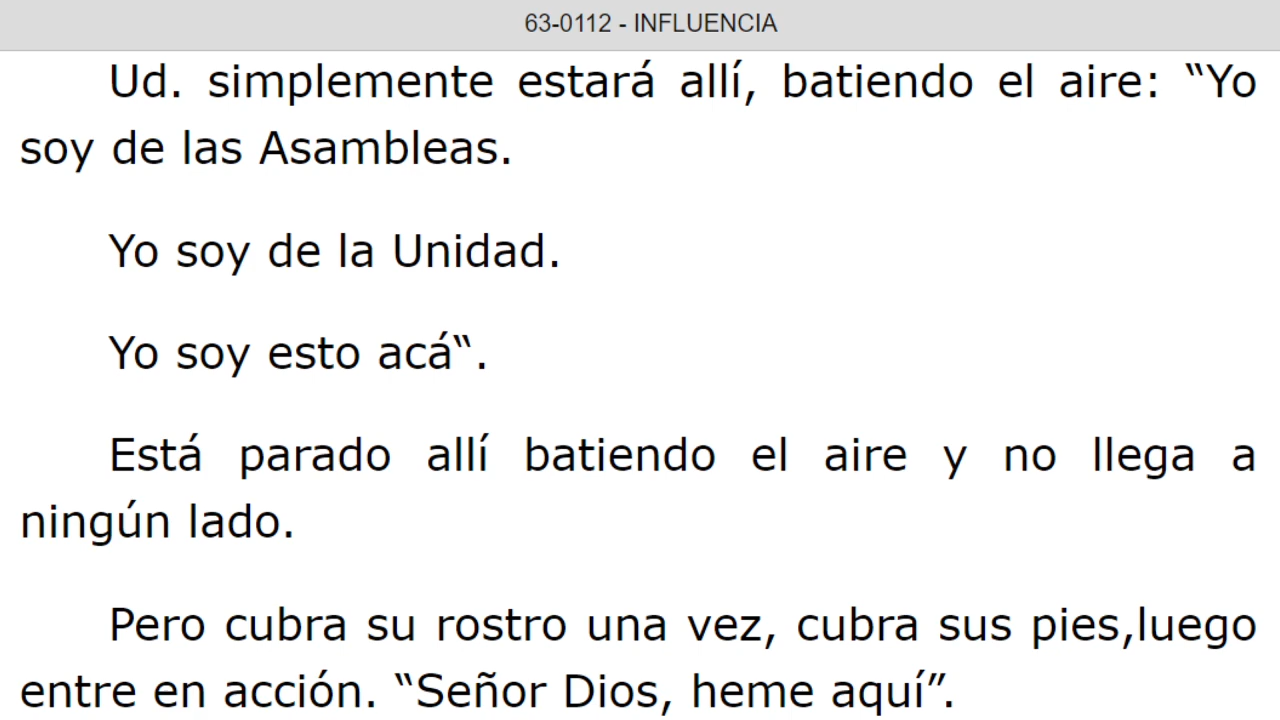 63-0112 - INFLUENCIA
Ud. simplemente estará allí, batiendo el aire: “Yo
soy de las Asambleas.
Yo soy de la Unidad.
Yo soy esto acá“.
Está parado allí batiendo el aire y no llega a
ningún lado.
Pero cubra su rostro una vez, cubra sus pies,luego
entre en acción. “Señor Dios, heme aquí”.